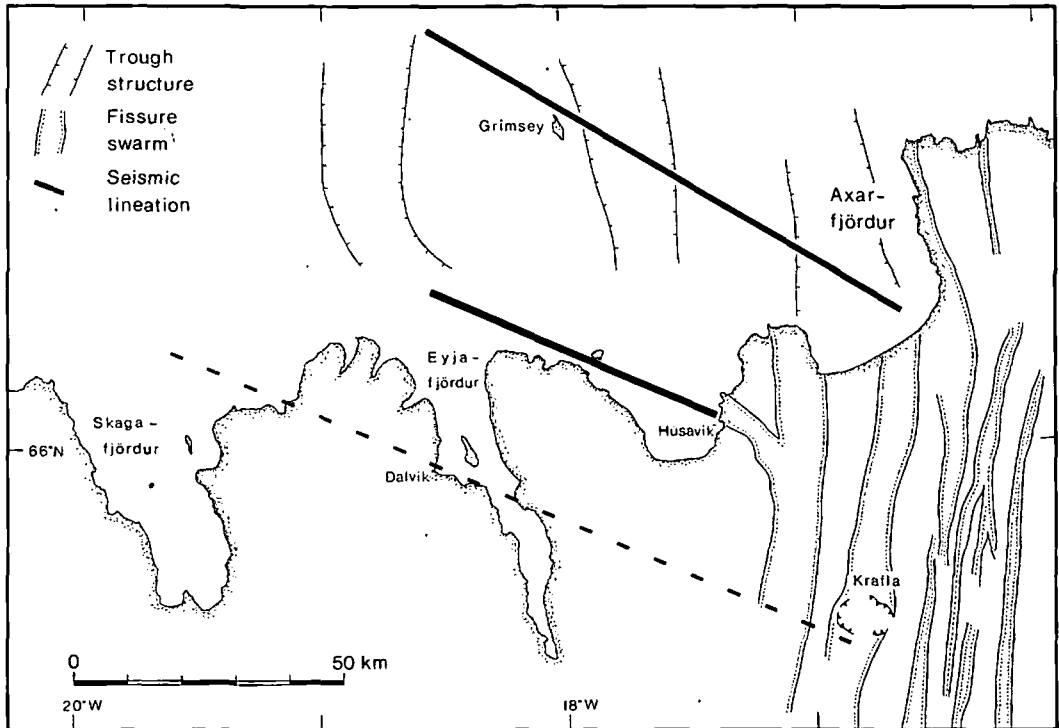 Trough
structure
Fissure
swarm
Seismic
lineation
Grimsey
Axar-
fjördur
Eyja-
fjördur
Skaga-
fjördur
Húsavík
66°N
Dalvik
Krafla
0 50 km
20°W 18°W